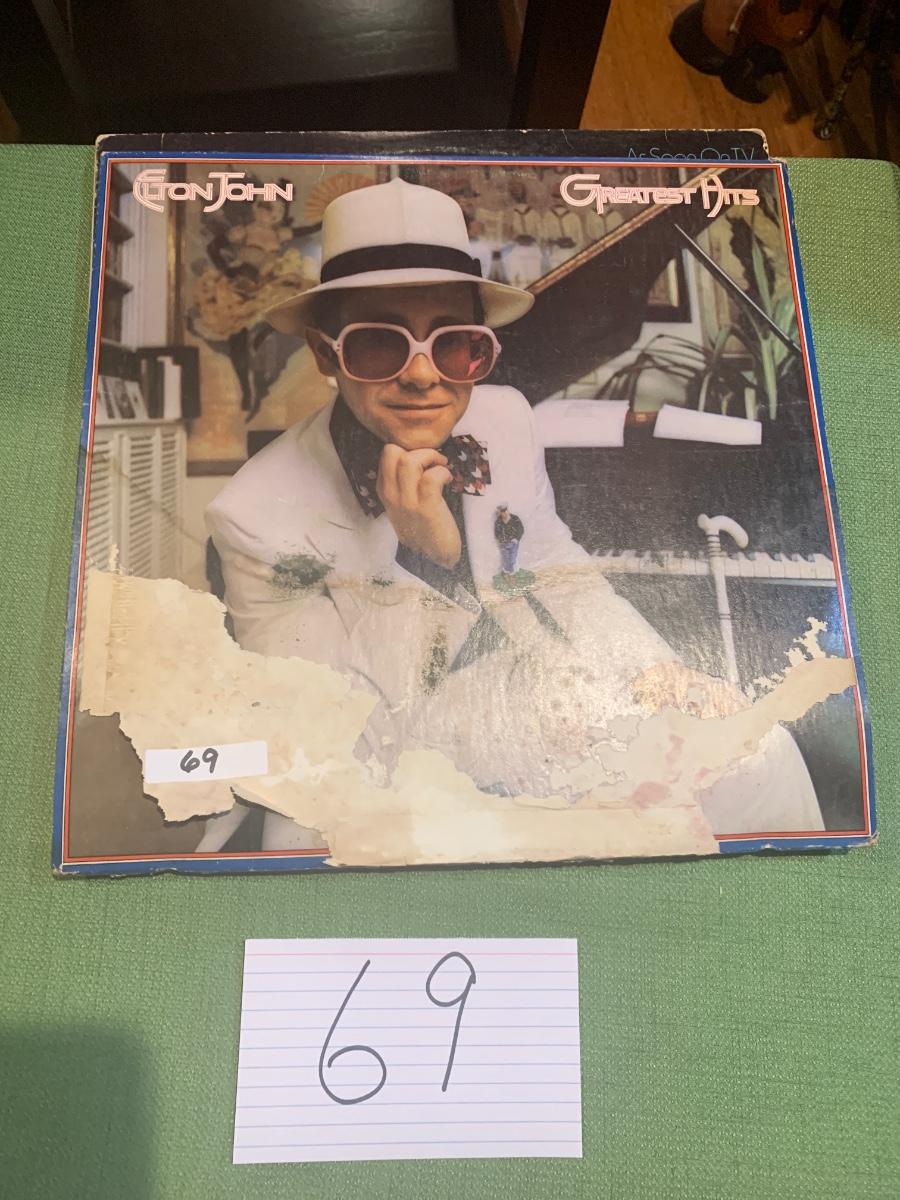 As Seen On TV
ELTON JOHN
GREATEST HITS
69
69